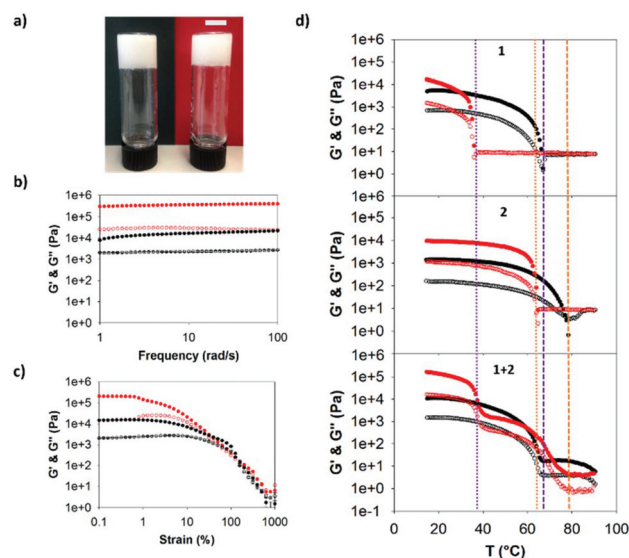 a)
b)
G' & G'' (Pa)
1e+6
1e+5
1e+4
1e+3
1e+2
1e+1
1e+0
1
10
100
Frequency (rad/s)
c)
G' & G'' (Pa)
1e+6
1e+5
1e+4
1e+3
1e+2
1e+1
1e+0
0.1
1
10
100
1000
Strain (%)
d)
1
G' & G'' (Pa)
1e+6
1e+5
1e+4
1e+3
1e+2
1e+1
1e+0
2
G' & G'' (Pa)
1e+6
1e+5
1e+4
1e+3
1e+2
1e+1
1e+0
1+2
G' & G'' (Pa)
1e+6
1e+5
1e+4
1e+3
1e+2
1e+1
1e+0
1e-1
20
40
60
80
100
T (°C)